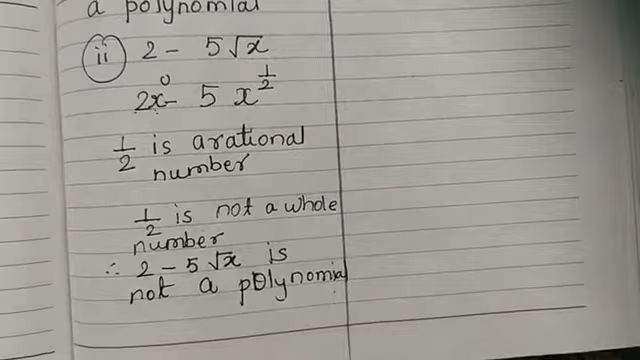 a polynomial
ii 2 - 5√x
2x⁰ - 5 x^½
½ is a rational
number
½ is not a whole
number
∴ 2 - 5√x is
not a polynomial